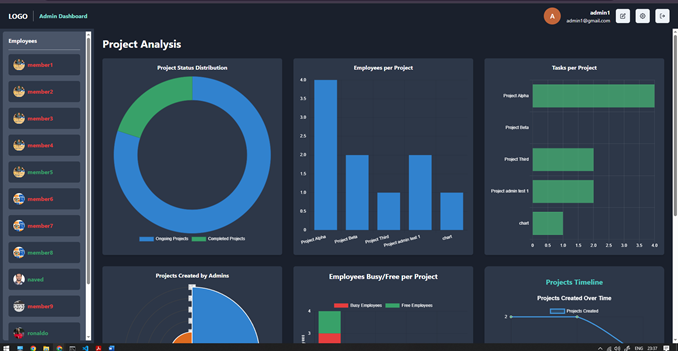 LOGO
Admin Dashboard
A
admin1
admin1@gmail.com
Employees
member1
member2
member3
member4
member5
member6
member7
member8
naved
member9
ronaldo
Project Analysis
Project Status Distribution
Ongoing Projects
Completed Projects
Employees per Project
4.0
3.5
3.0
2.5
2.0
1.5
1.0
0.5
0
Project Alpha
Project Beta
Project Third
Project admin test 1
chart
Tasks per Project
Project Alpha
Project Beta
Project Third
Project admin test 1
chart
0 0.5 1.0 1.5 2.0 2.5 3.0 3.5 4.0
Projects Created by Admins
Employees Busy/Free per Project
Busy Employees
Free Employees
4
3
Projects Timeline
Projects Created Over Time
Projects Created
2
ENG
23:07